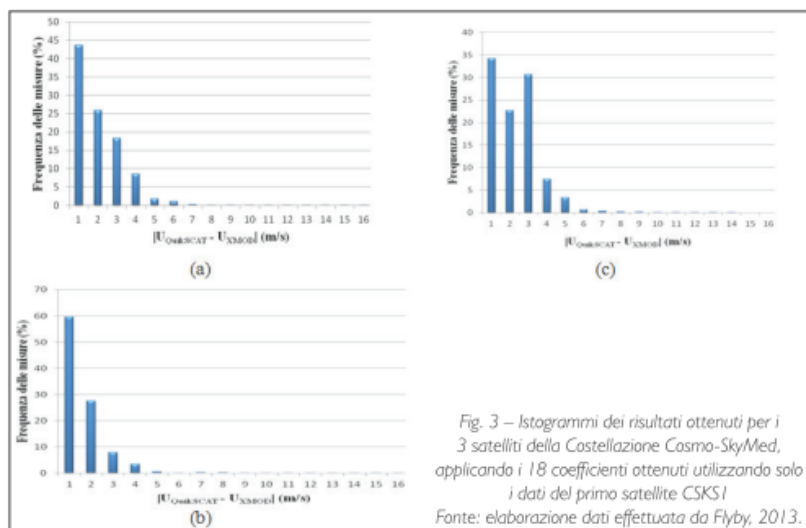 50
45
40
35
30
25
20
15
10
5
0
Frequenza delle misure (%)
1 2 3 4 5 6 7 8 9 10 11 12 13 14 15 16
|U QuikSCAT - U XMOD| (m/s)
(a)
40
35
30
25
20
15
10
5
0
Frequenza delle misure (%)
1 2 3 4 5 6 7 8 9 10 11 12 13 14 15 16
|U QuikSCAT - U XMOD| (m/s)
(c)
70
60
50
40
30
20
10
0
Frequenza delle misure (%)
1 2 3 4 5 6 7 8 9 10 11 12 13 14 15 16
|U QuikSCAT - U XMOD| (m/s)
(b)
Fig. 3 – Istogrammi dei risultati ottenuti per i
3 satelliti della Costellazione Cosmo-SkyMed,
applicando i 18 coefficienti ottenuti utilizzando solo
i dati del primo satellite CSKS1
Fonte: elaborazione dati effettuata da Flyby, 2013.